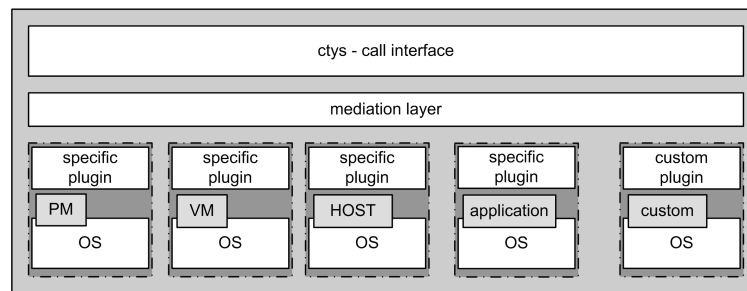 ctys - call interface
mediation layer
specific
plugin
specific
plugin
specific
plugin
specific
plugin
custom
plugin
PM
VM
HOST
application
custom
OS
OS
OS
OS
OS